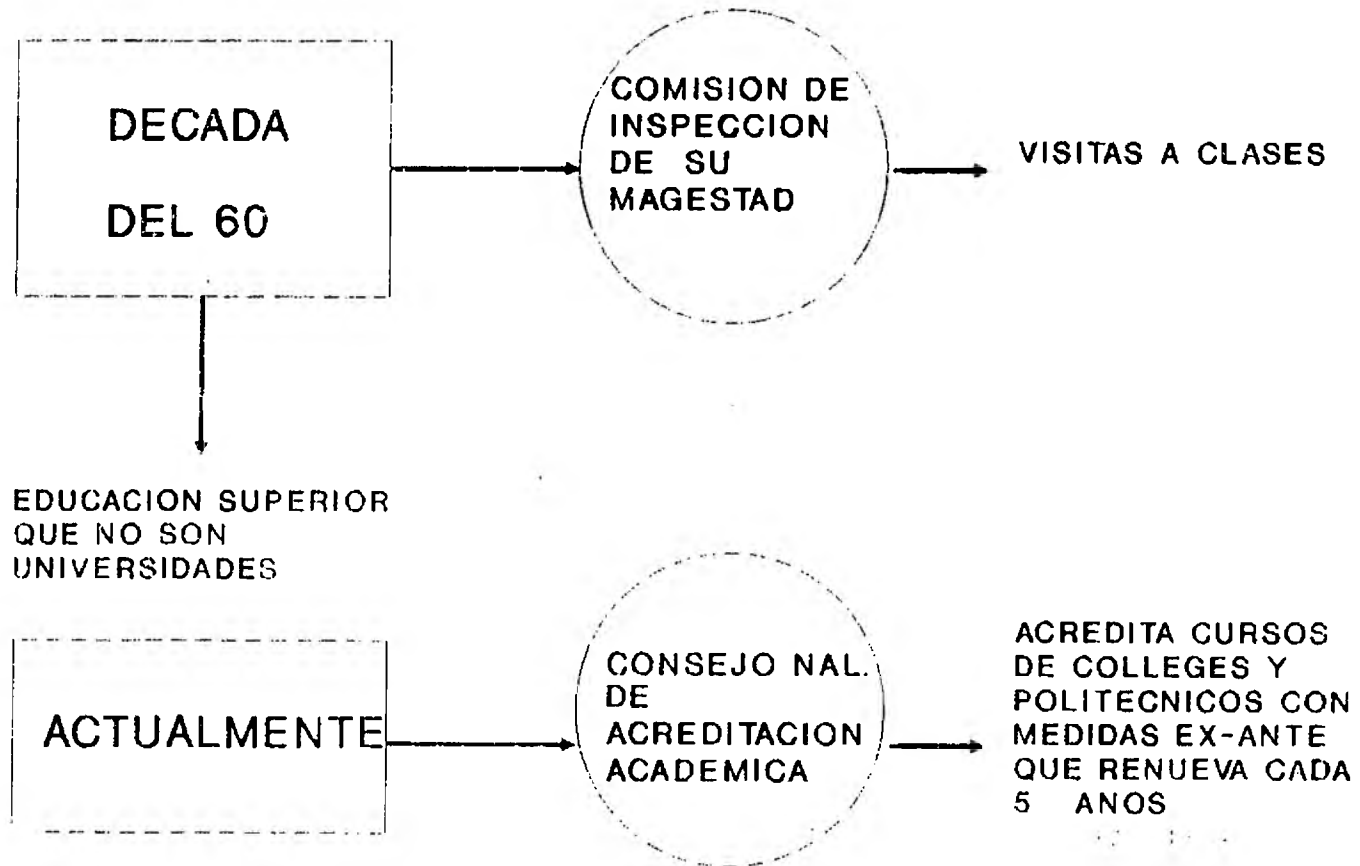 DECADA
DEL 60
COMISION DE
INSPECCION
DE SU
MAGESTAD
VISITAS A CLASES
EDUCACION SUPERIOR
QUE NO SON
UNIVERSIDADES
ACTUALMENTE
CONSEJO NAL.
DE
ACREDITACION
ACADEMICA
ACREDITA CURSOS
DE COLLEGES Y
POLITECNICOS CON
MEDIDAS EX-ANTE
QUE RENUEVA CADA
5 ANOS